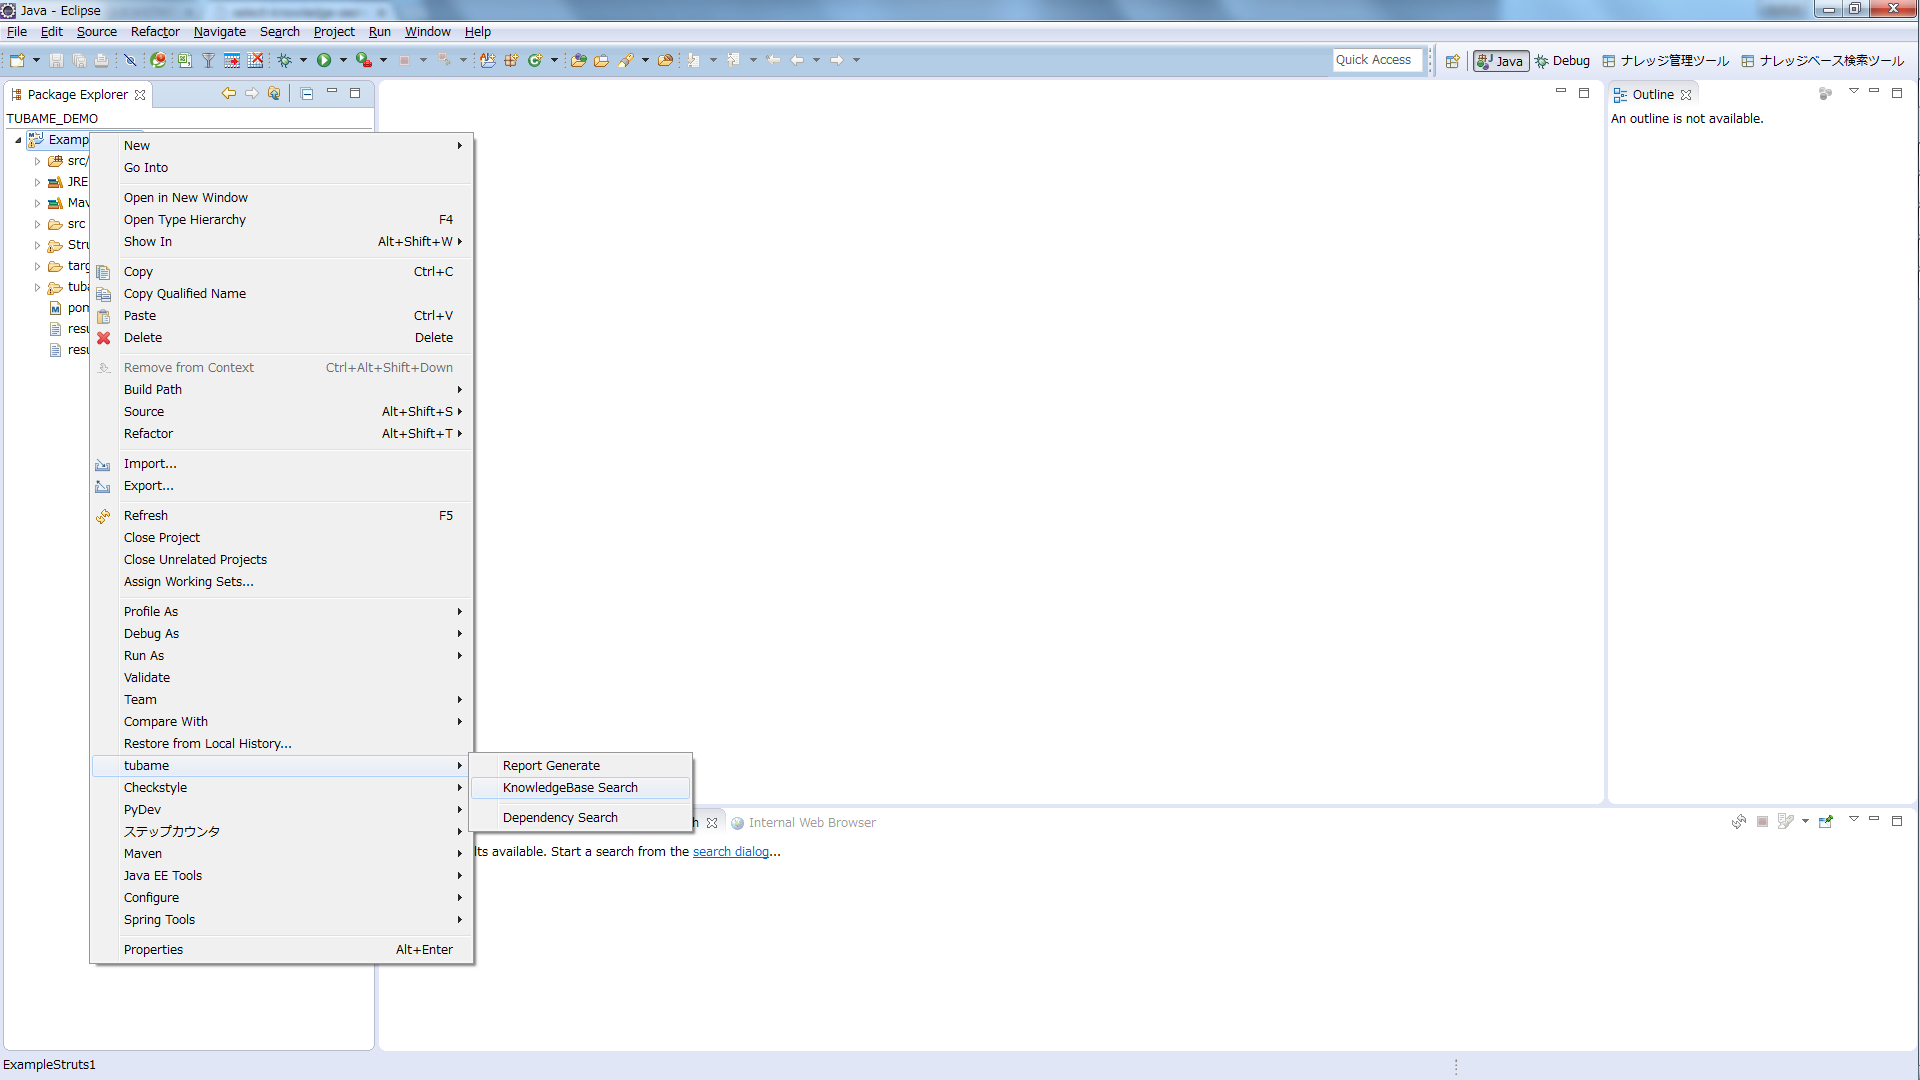 Java - Eclipse
File Edit Source Refactor Navigate Search Project Run Window Help
Quick Access
Java
Debug
ナレッジ管理ツール
ナレッジベース検索ツール
Package Explorer
TUBAME_DEMO
Examp
src/
JRE
Mav
src
Stru
targ
tuba
pom
resu
resu
New
Go Into
Open in New Window
Open Type Hierarchy F4
Show In Alt+Shift+W
Copy Ctrl+C
Copy Qualified Name
Paste Ctrl+V
Delete Delete
Remove from Context Ctrl+Alt+Shift+Down
Build Path
Source Alt+Shift+S
Refactor Alt+Shift+T
Import...
Export...
Refresh F5
Close Project
Close Unrelated Projects
Assign Working Sets...
Profile As
Debug As
Run As
Validate
Team
Compare With
Restore from Local History...
tubame
Checkstyle
PyDev
ステップカウンタ
Maven
Java EE Tools
Configure
Spring Tools
Properties Alt+Enter
Report Generate
KnowledgeBase Search
Dependency Search
Outline
An outline is not available.
h
Internal Web Browser
lts available. Start a search from the search dialog...
ExampleStruts1